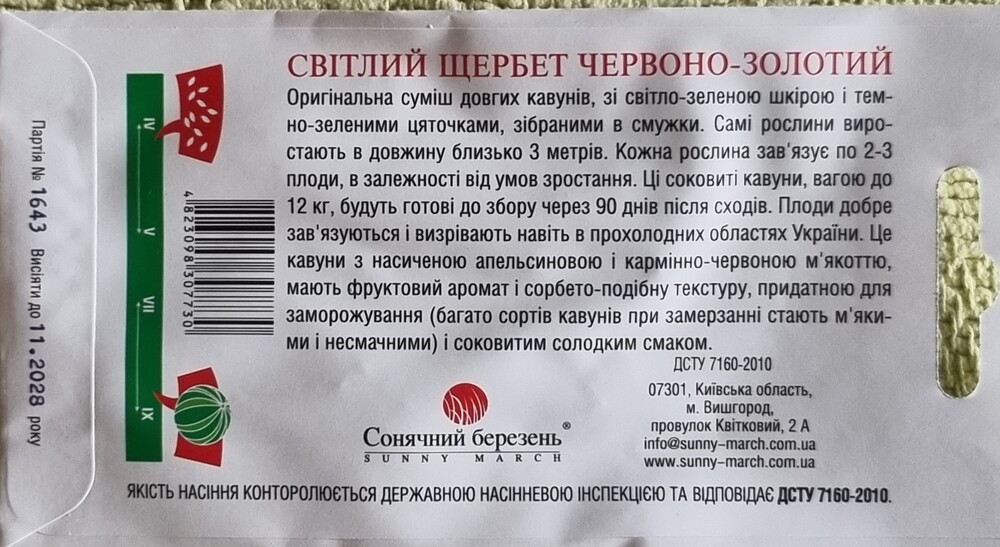 СВІТЛИЙ ЩЕРБЕТ ЧЕРВОНО-ЗОЛОТИЙ
Оригінальна суміш довгих кавунів, зі світло-зеленою шкірою і тем-
но-зеленими цяточками, зібраними в смужки. Самі рослини виро-
стають в довжину близько 3 метрів. Кожна рослина зав'язує по 2-3
плоди, в залежності від умов зростання. Ці соковиті кавуни, вагою до
12 кг, будуть готові до збору через 90 днів після сходів. Плоди добре
зав'язуються і визрівають навіть в прохолодних областях України. Це
кавуни з насиченою апельсиновою і кармінно-червоною м'якоттю,
мають фруктовий аромат і сорбето-подібну текстуру, придатною для
заморожування (багато сортів кавунів при замерзанні стають м'яки-
ми і несмачними) і соковитим солодким смаком.
ДСТУ 7160-2010
07301, Київська область,
м. Вишгород,
провулок Квітковий, 2 А
info@sunny-march.com.ua
www.sunny-march.com.ua
Сонячний березень®
SUNNY MARCH
ЯКІСТЬ НАСІННЯ КОНТОРОЛЮЄТЬСЯ ДЕРЖАВНОЮ НАСІННЕВОЮ ІНСПЕКЦІЄЮ ТА ВІДПОВІДАЄ ДСТУ 7160-2010.
Партія № 1643 Висіяти до 11.2028 року
IV V VII IX
4 823098 307730